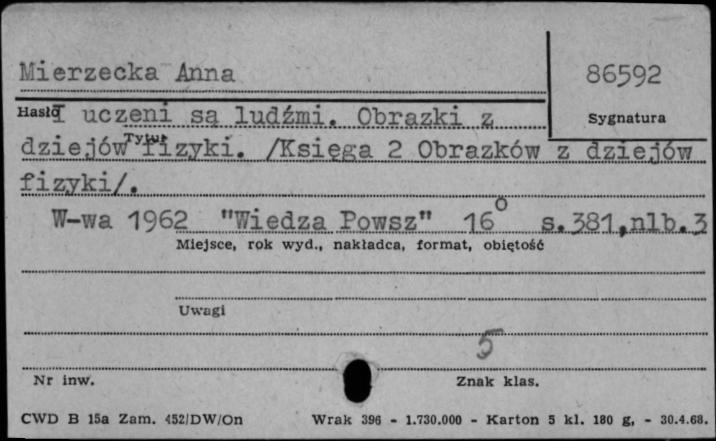 Mierzecka Anna
86592
Hasło
I uczeni są ludźmi. Obrazki z
Sygnatura
Tytuł
dziejów fizyki. /Księga 2 Obrazków z dziejów
fizyki/.
W-wa 1962 "Wiedza Powsz" 16° s.381,nlb.3
Miejsce, rok wyd., nakładca, format, objętość
Uwagi
5
Nr inw.
Znak klas.
CWD B 15a Zam. 452/DW/On Wrak 396 - 1.730.000 - Karton 5 kl. 180 g, - 30.4.68.